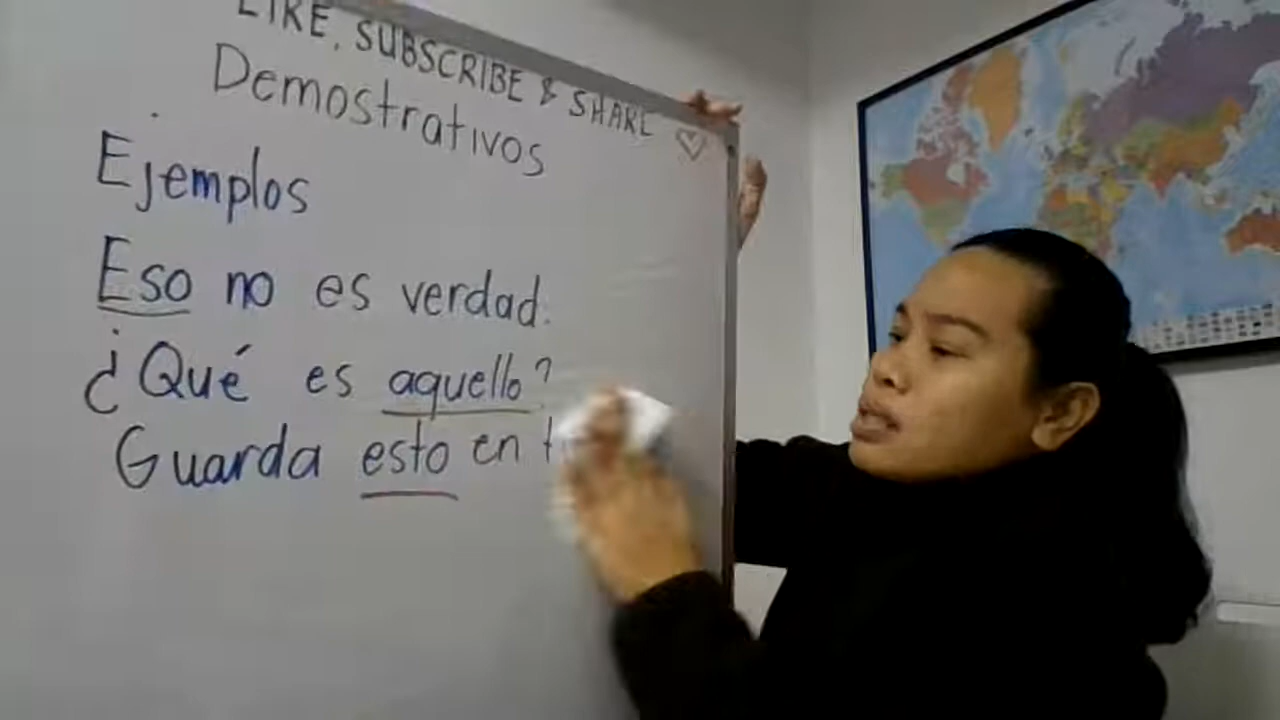 LIKE, SUBSCRIBE & SHARE
Demostrativos
Ejemplos
Eso no es verdad.
¿Qué es aquello?
Guarda esto en